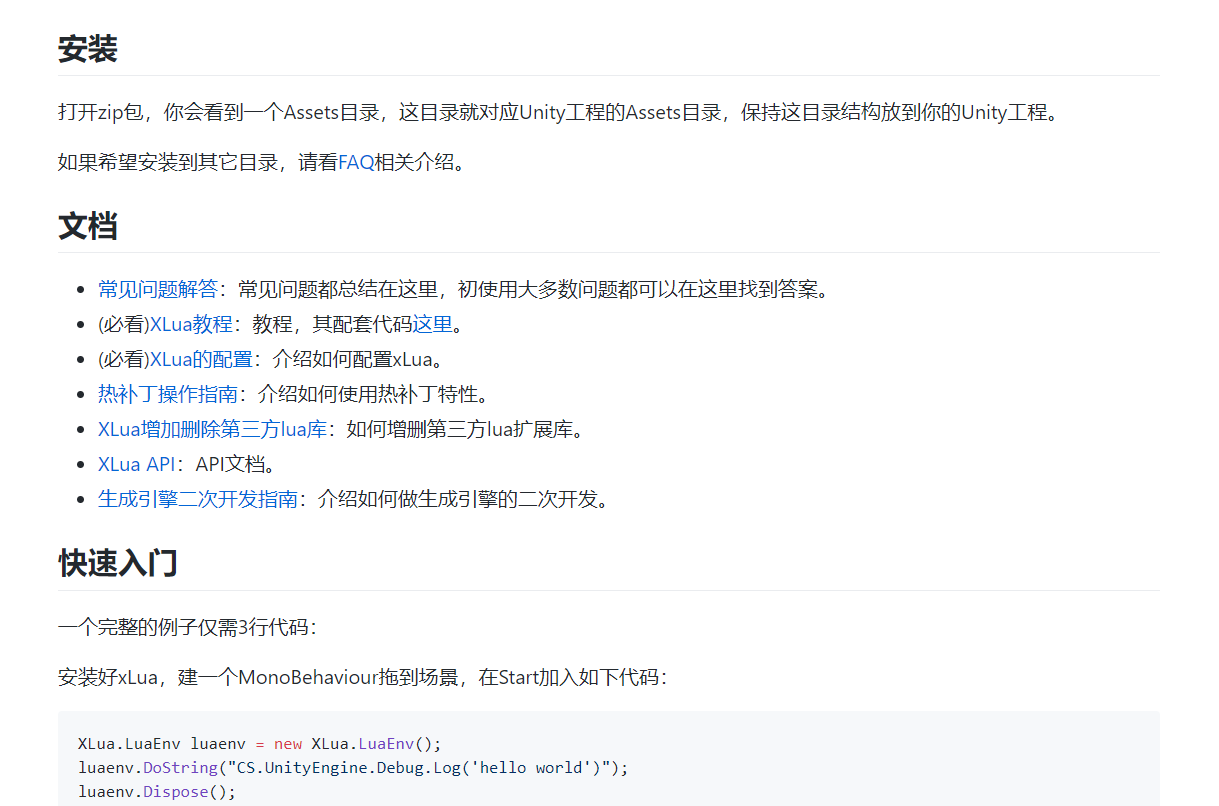 安装
打开zip包，你会看到一个Assets目录，这目录就对应Unity工程的Assets目录，保持这目录结构放到你的Unity工程。
如果希望安装到其它目录，请看FAQ相关介绍。
文档
• 常见问题解答：常见问题都总结在这里，初使用大多数问题都可以在这里找到答案。
• (必看)XLua教程：教程，其配套代码这里。
• (必看)XLua的配置：介绍如何配置xLua。
• 热补丁操作指南：介绍如何使用热补丁特性。
• XLua增加删除第三方lua库：如何增删第三方lua扩展库。
• XLua API：API文档。
• 生成引擎二次开发指南：介绍如何做生成引擎的二次开发。
快速入门
一个完整的例子仅需3行代码：
安装好xLua，建一个MonoBehaviour拖到场景，在Start加入如下代码：
XLua.LuaEnv luaenv = new XLua.LuaEnv();
luaenv.DoString("CS.UnityEngine.Debug.Log('hello world')");
luaenv.Dispose();